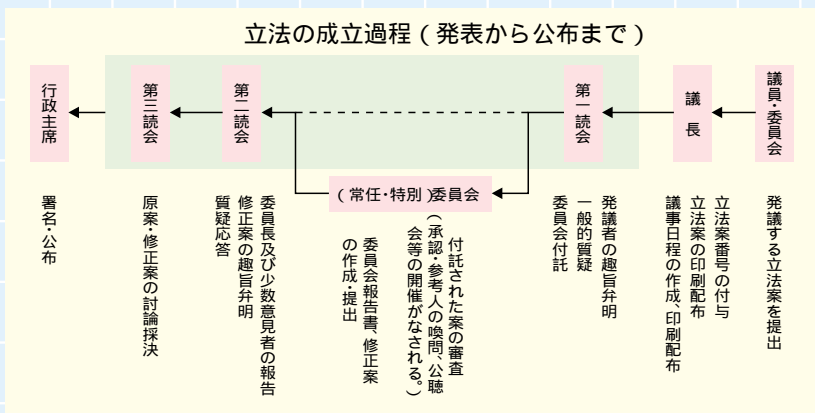 立法の成立過程（発表から公布まで）
議員・委員会
議長
第一読会
（常任・特別）委員会
第二読会
第三読会
行政主席
発議する立法案を提出
立法案番号の付与
立法案の印刷配布
議事日程の作成、印刷配布
発議者の趣旨弁明
一般的質疑
委員会付託
付託された案の審査
（承認・参考人の喚問、公聴
会等の開催がなされる。）
委員会報告書、修正案
の作成・提出
委員長及び少数意見者の報告
修正案の趣旨弁明
質疑応答
原案・修正案の討論採決
署名・公布